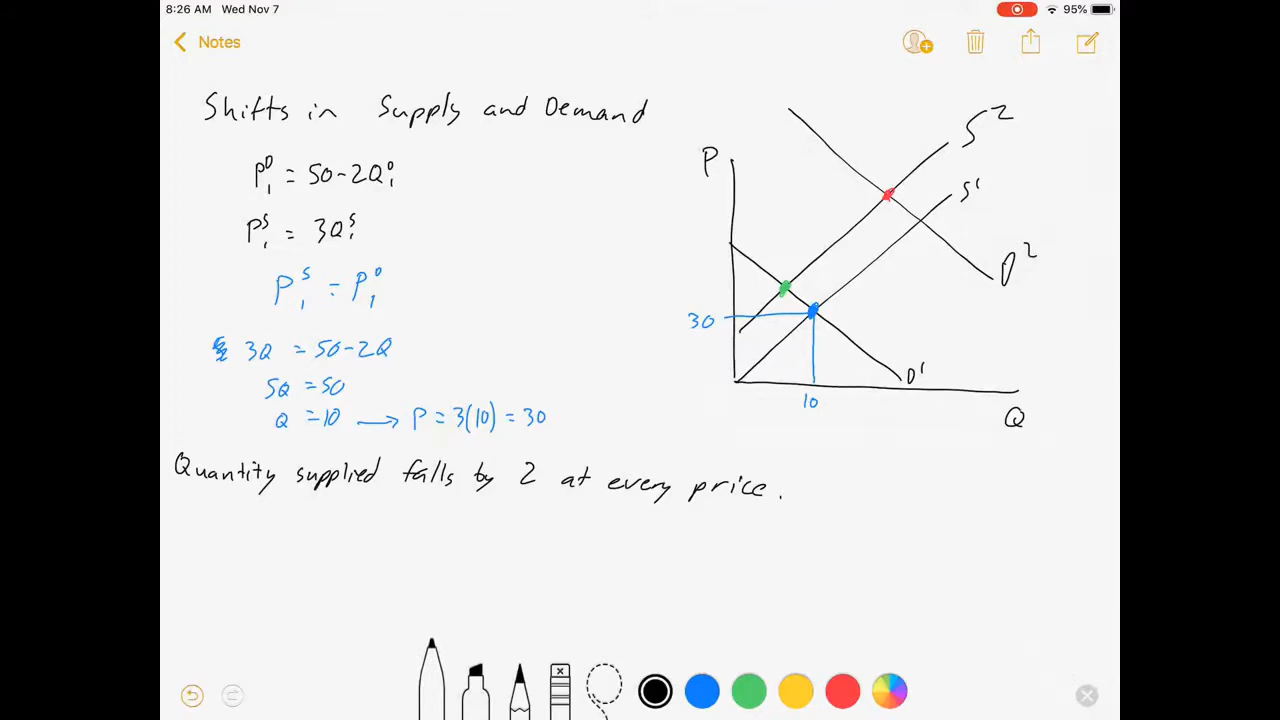 8:26 AM Wed Nov 7
95%
Notes
Shifts in Supply and Demand
P₁ᴰ = 50-2Q₁ᴰ
P₁ˢ = 3Q₁ˢ
P₁ˢ = P₁ᴰ
3Q = 50-2Q
5Q = 50
Q = 10 → P = 3(10) = 30
Quantity supplied falls by 2 at every price.
P
S²
S¹
D²
30
D¹
10
Q